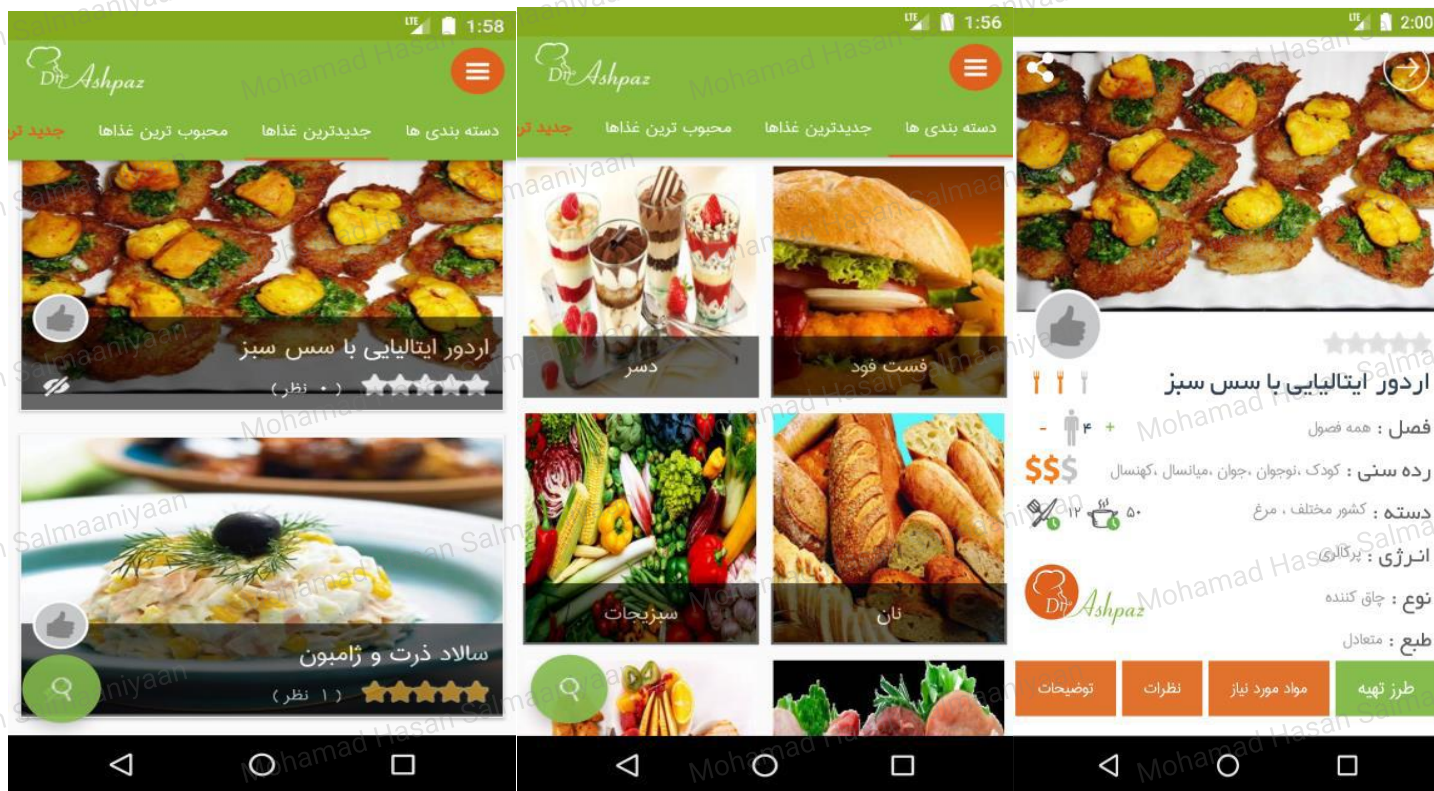 LTE 1:58
Dr Ashpaz
دسته بندی ها جدیدترین غذاها محبوب ترین غذاها جدید تر
اردور ایتالیایی با سس سبز
( ۰ نظر )
سالاد ذرت و ژامبون
( ۱ نظر )
LTE 1:56
Dr Ashpaz
دسته بندی ها جدیدترین غذاها محبوب ترین غذاها جدید تر
فست فود
دسر
نان
سبزیجات
LTE 2:00
اردور ایتالیایی با سس سبز
فصل : همه فصول
- ۴ +
رده سنی : کودک ،نوجوان ،جوان ،میانسال ،کهنسال
$$$
دسته : کشور مختلف ، مرغ
۱۲ ۵۰
انرژی : پرکالری
نوع : چاق کننده
Dr Ashpaz
طبع : متعادل
طرز تهیه مواد مورد نیاز نظرات توضیحات
Mohamad Hasan Salmaaniyaan